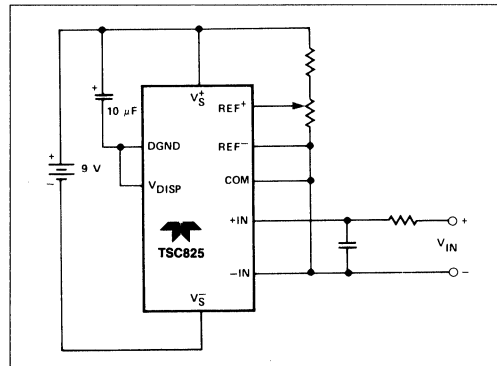 +
10 μF
+
9 V
−
V_S^+
REF+
DGND
REF−
V_DISP
COM
+IN
TSC825
−IN
V_S^−
+
V_IN
−